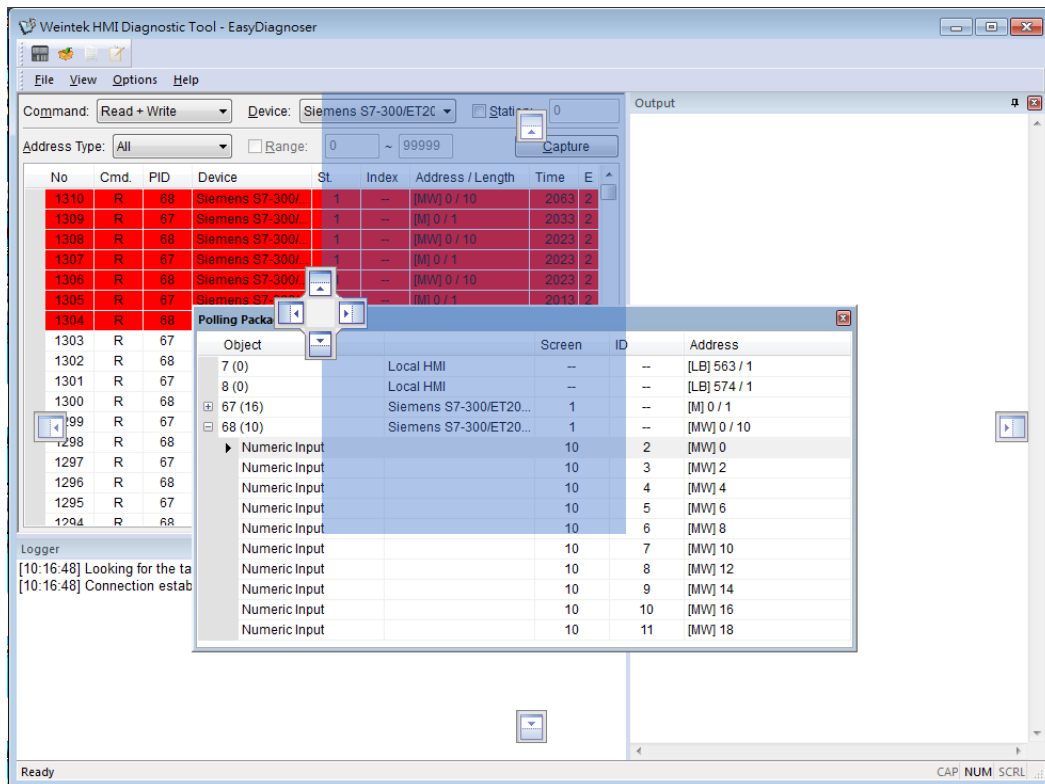 Weintek HMI Diagnostic Tool - EasyDiagnoser
File View Options Help
Command: Read + Write Device: Siemens S7-300/ET20 Station: 0
Address Type: All Range: 0 ~ 99999 Capture
No Cmd. PID Device St. Index Address / Length Time E
1310 R 68 Siemens S7-300/... 1 -- [MW] 0 / 10 2063 2
1309 R 67 Siemens S7-300/... 1 -- [M] 0 / 1 2033 2
1308 R 68 Siemens S7-300/... 1 -- [MW] 0 / 10 2023 2
1307 R 67 Siemens S7-300/... 1 -- [M] 0 / 1 2023 2
1306 R 68 Siemens S7-300/... 1 -- [MW] 0 / 10 2023 2
1305 R 67 Siemens S7- 1 -- [M] 0 / 1 2013 2
1304 R 68
1303 R 67
1302 R 68
1301 R 67
1300 R 68
299 R 67
1298 R 68
1297 R 67
1296 R 68
1295 R 67
1294 R 68
Polling Packa
Object Screen ID Address
7 (0) Local HMI -- -- [LB] 563 / 1
8 (0) Local HMI -- -- [LB] 574 / 1
67 (16) Siemens S7-300/ET20... 1 -- [M] 0 / 1
68 (10) Siemens S7-300/ET20... 1 -- [MW] 0 / 10
Numeric Input 10 2 [MW] 0
Numeric Input 10 3 [MW] 2
Numeric Input 10 4 [MW] 4
Numeric Input 10 5 [MW] 6
Numeric Input 10 6 [MW] 8
Numeric Input 10 7 [MW] 10
Numeric Input 10 8 [MW] 12
Numeric Input 10 9 [MW] 14
Numeric Input 10 10 [MW] 16
Numeric Input 10 11 [MW] 18
Logger
[10:16:48] Looking for the ta
[10:16:48] Connection estab
Output
Ready CAP NUM SCRL